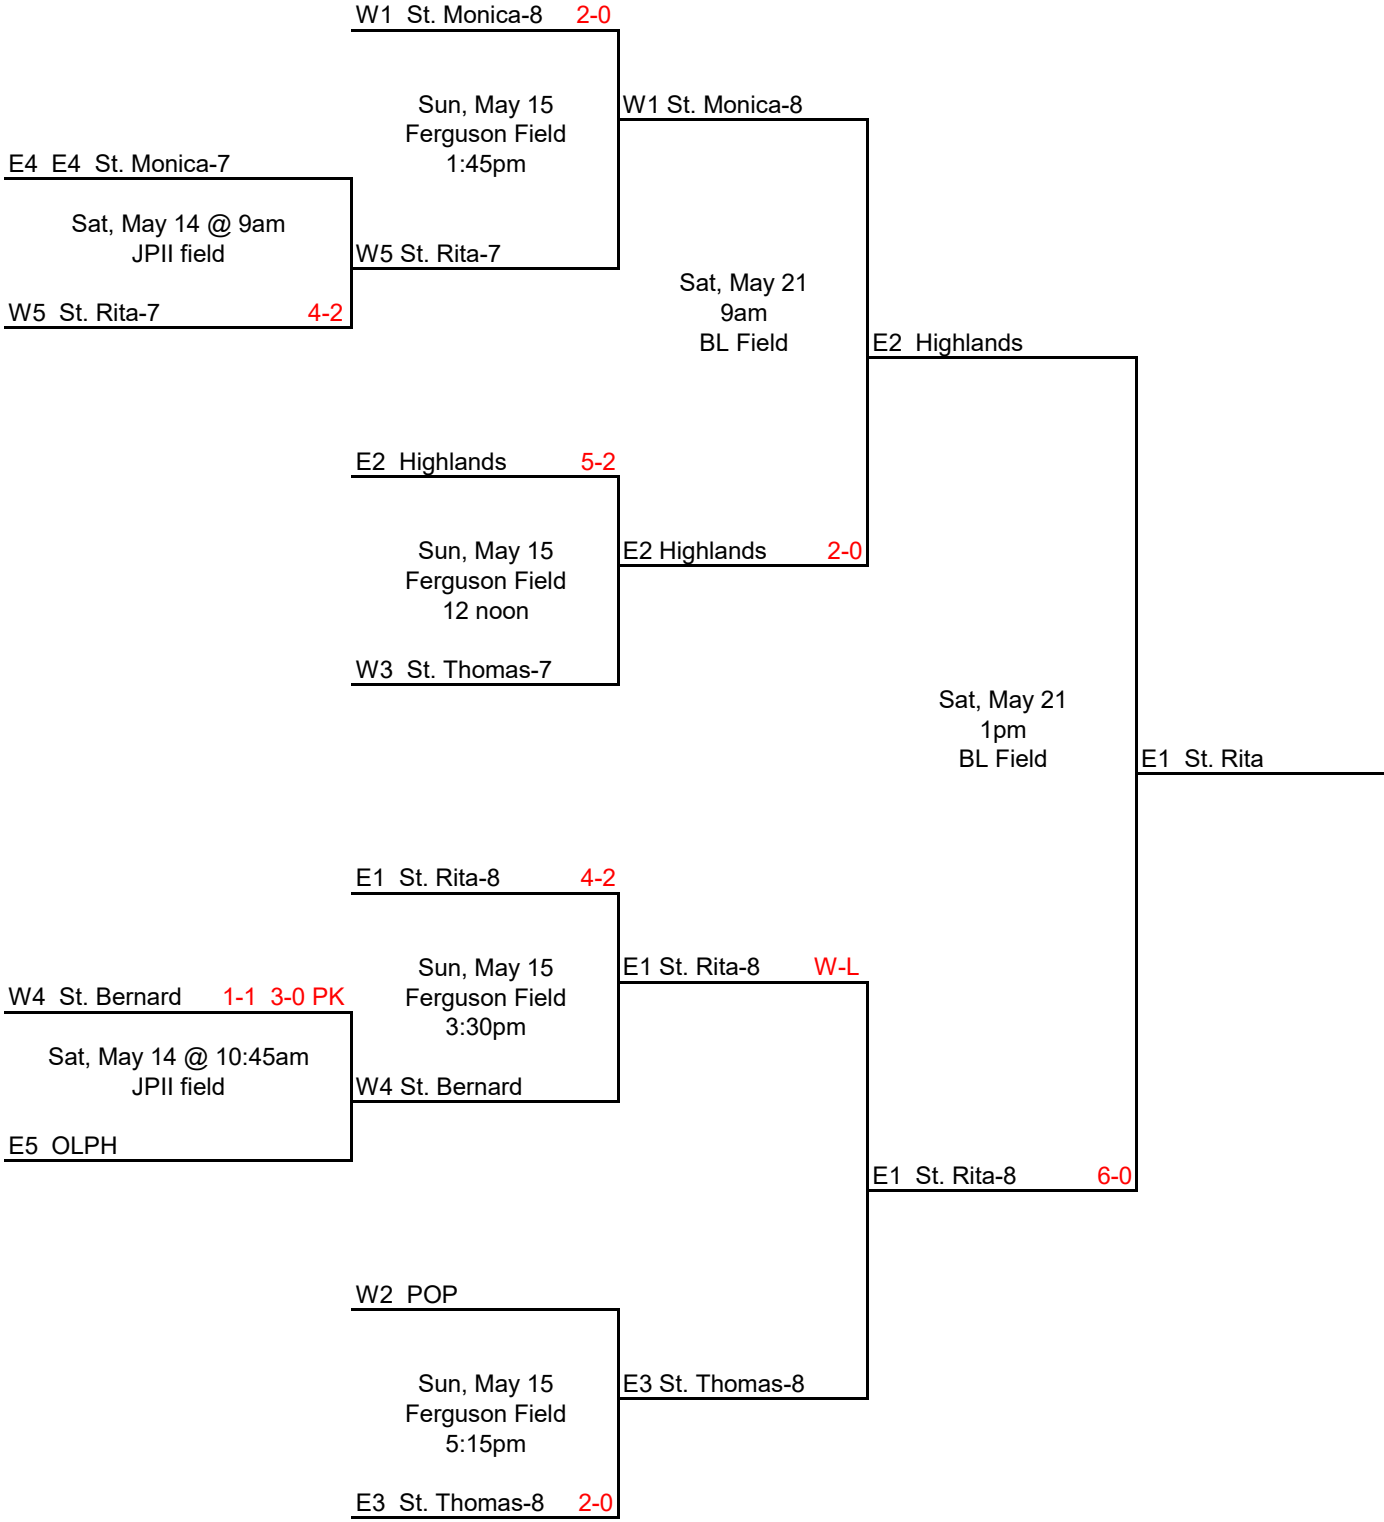 W1  St. Monica-8    2-0
Sun, May 15
Ferguson Field
1:45pm
W1 St. Monica-8
E4  E4  St. Monica-7
Sat, May 14 @ 9am
JPII field
W5 St. Rita-7
W5  St. Rita-7    4-2
Sat, May 21
9am
BL Field
E2  Highlands
E2  Highlands    5-2
Sun, May 15
Ferguson Field
12 noon
E2 Highlands    2-0
W3  St. Thomas-7
Sat, May 21
1pm
BL Field
E1  St. Rita
E1  St. Rita-8    4-2
Sun, May 15
Ferguson Field
3:30pm
E1 St. Rita-8    W-L
W4  St. Bernard    1-1  3-0 PK
Sat, May 14 @ 10:45am
JPII field
W4 St. Bernard
E5  OLPH
E1  St. Rita-8    6-0
W2  POP
Sun, May 15
Ferguson Field
5:15pm
E3 St. Thomas-8
E3  St. Thomas-8    2-0